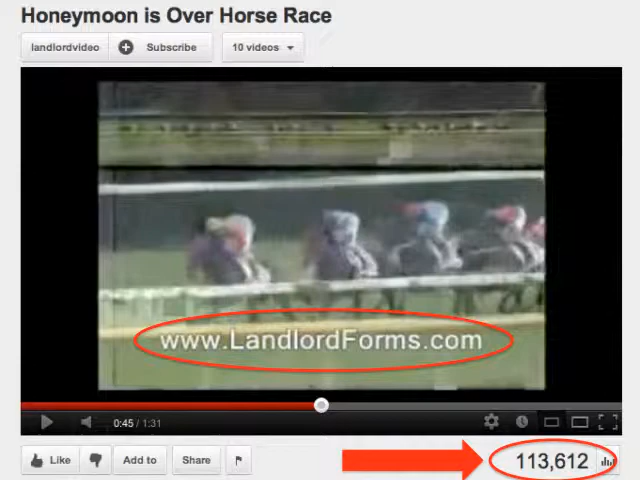 Honeymoon is Over Horse Race
landlordvideo Subscribe 10 videos
www.LandlordForms.com
0:45 / 1:31
Like Add to Share 113,612